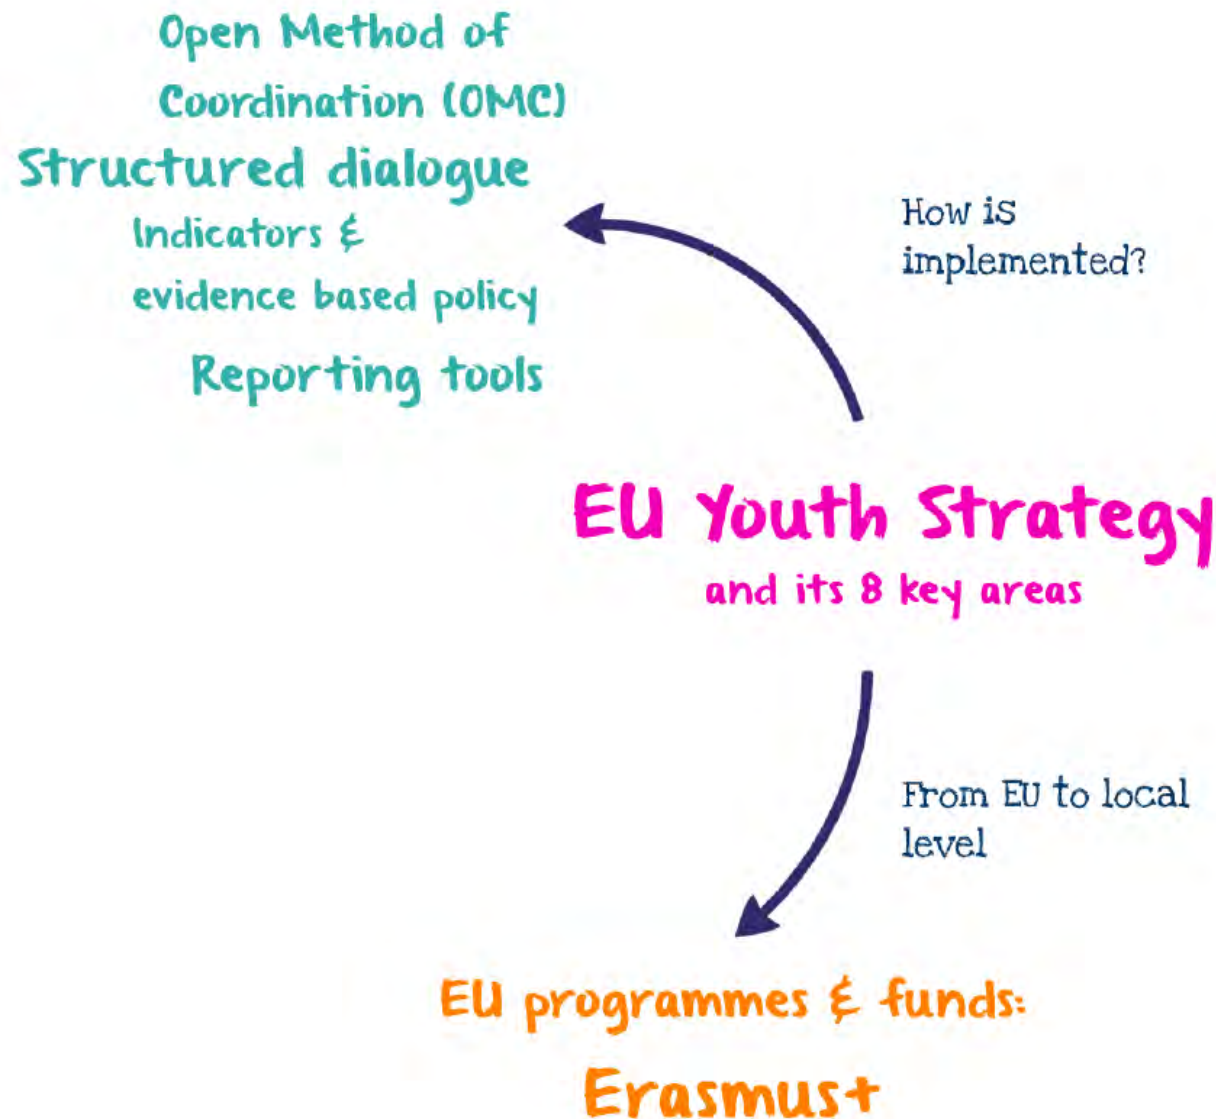 Open Method of
Coordination (OMC)
Structured dialogue
Indicators &
evidence based policy
Reporting tools
How is
implemented?
EU Youth Strategy
and its 8 key areas
From EU to local
level
EU programmes & funds:
Erasmus+